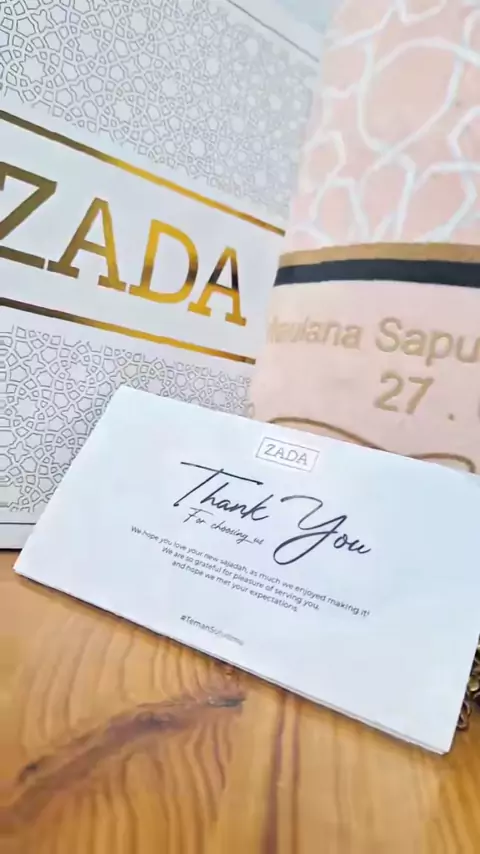 ZADA
Sapu
27 .
ZADA
Thank You
For choosing us
We hope you love your new sajadah, as much we enjoyed making it!
We are so grateful for pleasure of serving you,
and hope we met your expectations.